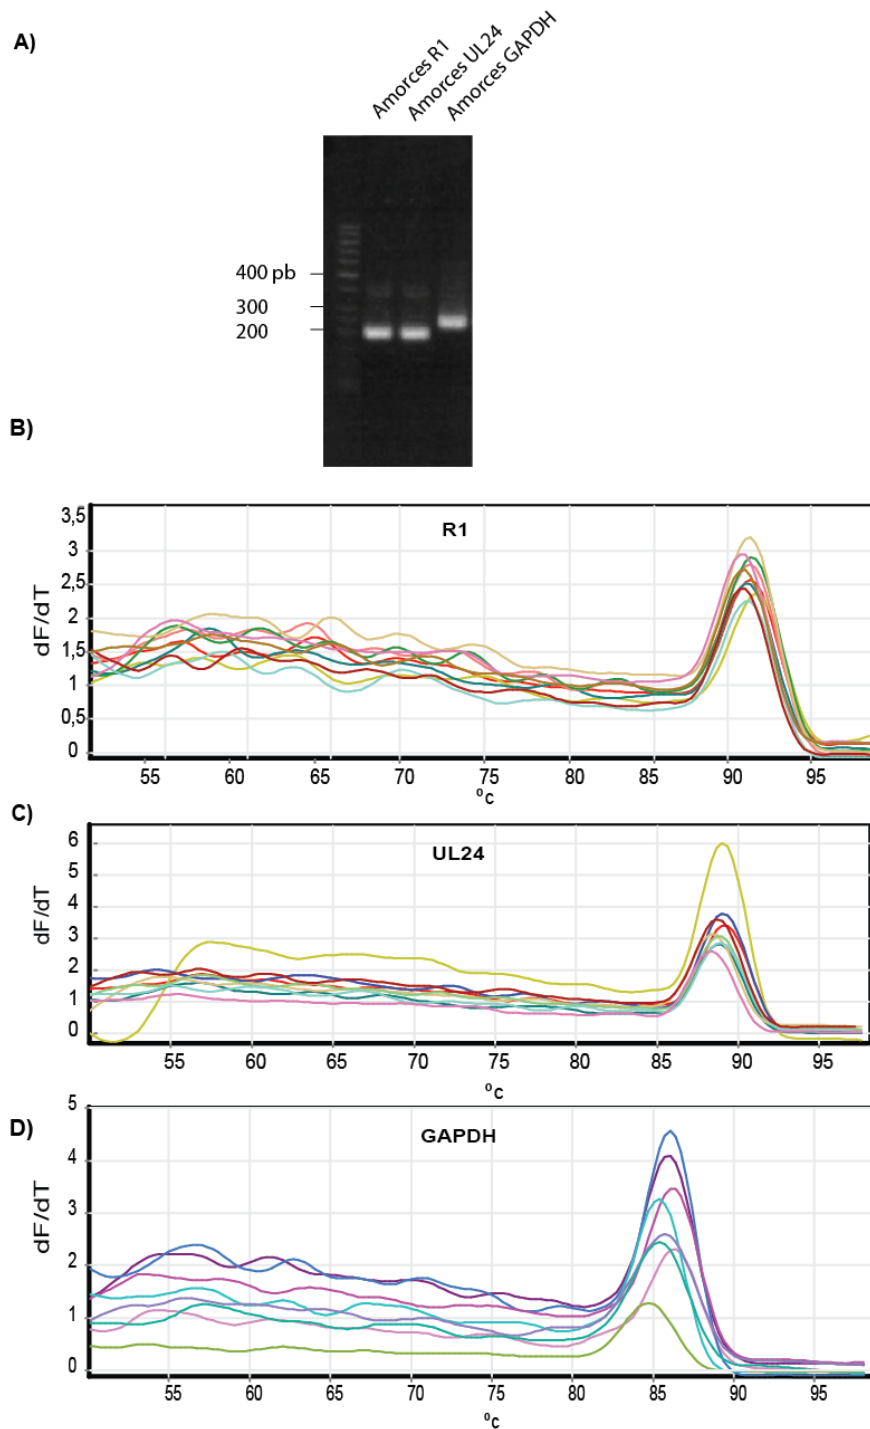 A)
Amorces R1
Amorces UL24
Amorces GAPDH
400 pb
300
200
B)
R1
dF/dT
3,5
3
2,5
2
1,5
1
0,5
0
55 60 65 70 75 80 85 90 95
°c
C)
UL24
dF/dT
6
5
4
3
2
1
0
55 60 65 70 75 80 85 90 95
°c
D)
GAPDH
dF/dT
5
4
3
2
1
0
55 60 65 70 75 80 85 90 95
°c